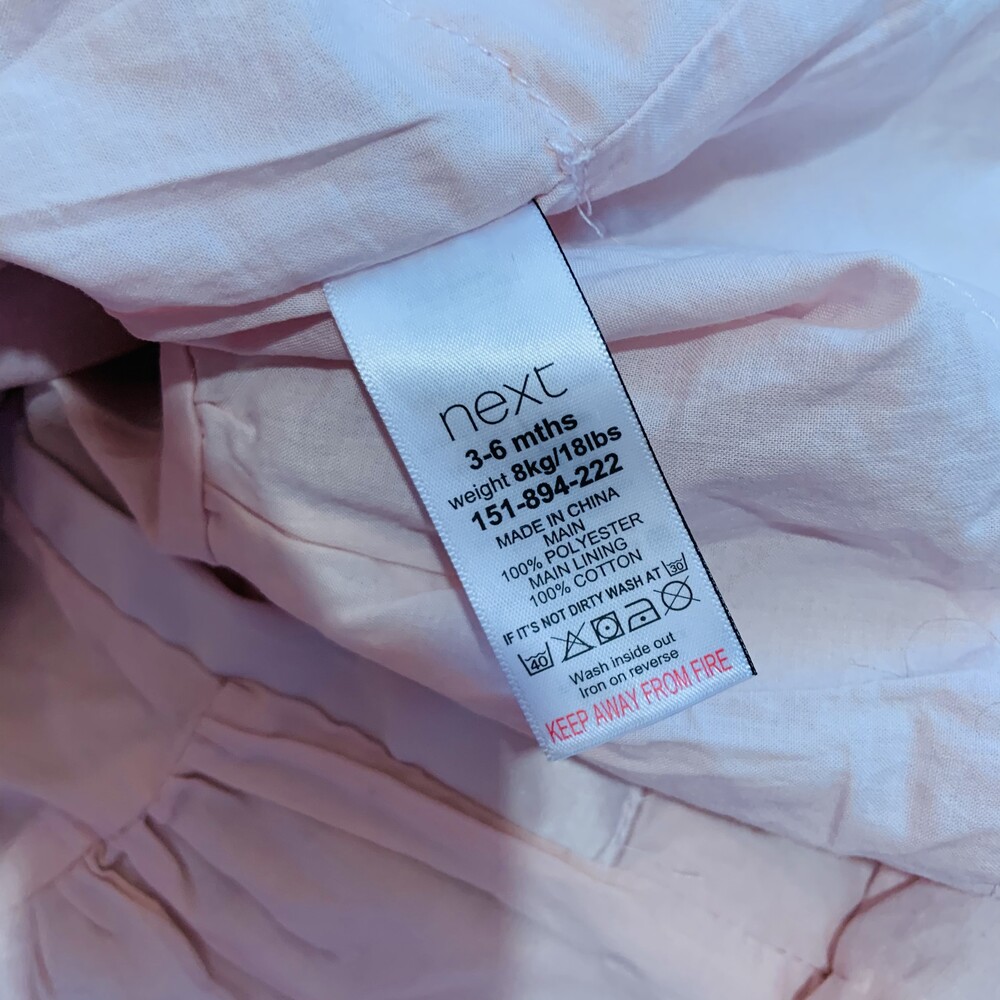 next
3-6 mths
weight 8kg/18lbs
151-894-222
MADE IN CHINA
MAIN
100% POLYESTER
MAIN LINING
100% COTTON
IF IT'S NOT DIRTY WASH AT 30
40
Wash inside out
Iron on reverse
KEEP AWAY FROM FIRE